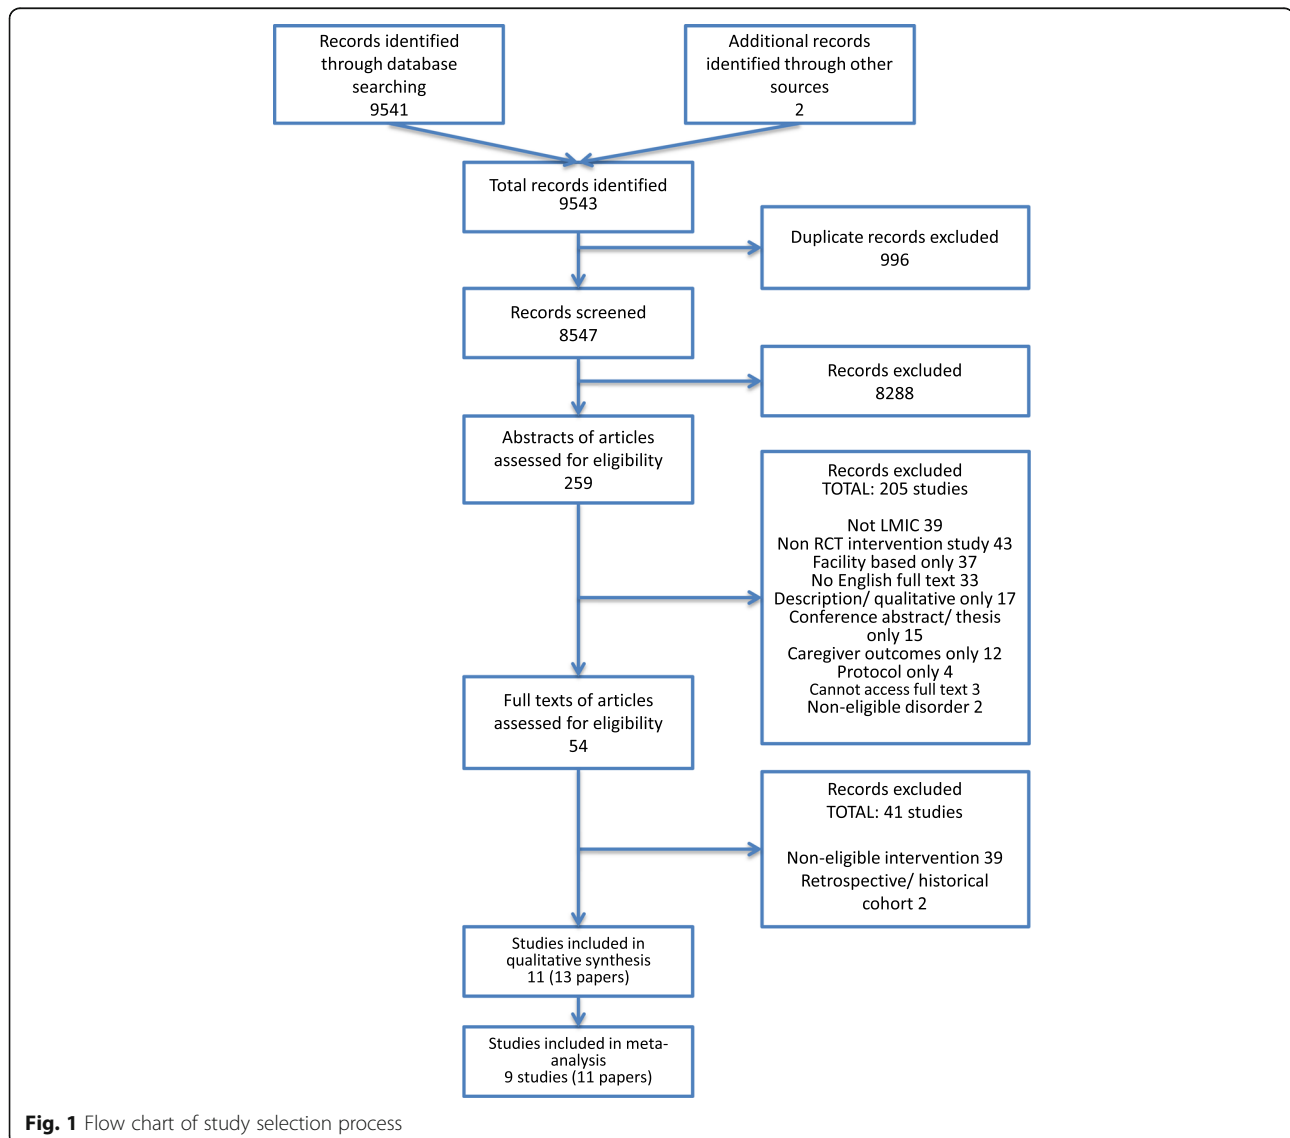 Records identified
through database
searching
9541
Additional records
identified through other
sources
2
Total records identified
9543
Duplicate records excluded
996
Records screened
8547
Records excluded
8288
Abstracts of articles
assessed for eligibility
259
Records excluded
TOTAL: 205 studies
Not LMIC 39
Non RCT intervention study 43
Facility based only 37
No English full text 33
Description/ qualitative only 17
Conference abstract/ thesis
only 15
Caregiver outcomes only 12
Protocol only 4
Cannot access full text 3
Non-eligible disorder 2
Full texts of articles
assessed for eligibility
54
Records excluded
TOTAL: 41 studies
Non-eligible intervention 39
Retrospective/ historical
cohort 2
Studies included in
qualitative synthesis
11 (13 papers)
Studies included in meta-
analysis
9 studies (11 papers)
Fig. 1 Flow chart of study selection process